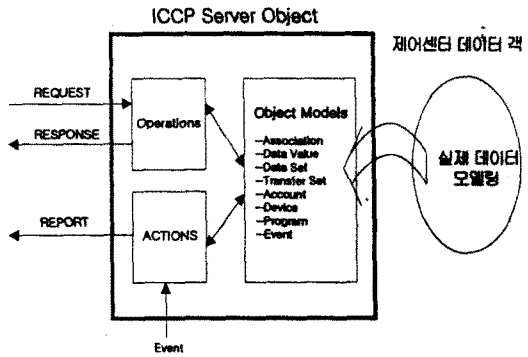 ICCP Server Object
제어센터 데이터 객
REQUEST
RESPONSE
REPORT
Operations
ACTIONS
Object Models
—Association
—Data Value
—Data Set
—Transfer Set
—Account
—Device
—Program
—Event
실제 데이터
모델링
Event